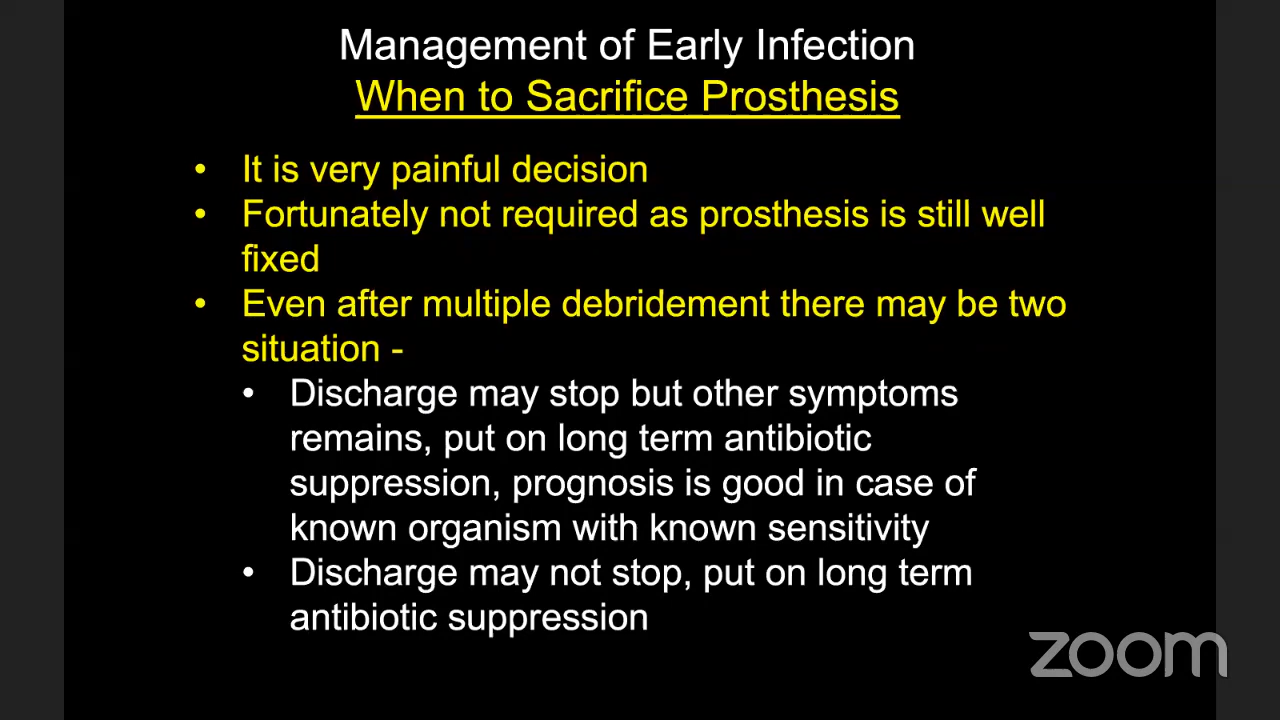 Management of Early Infection
When to Sacrifice Prosthesis
• It is very painful decision
• Fortunately not required as prosthesis is still well
fixed
• Even after multiple debridement there may be two
situation -
• Discharge may stop but other symptoms
remains, put on long term antibiotic
suppression, prognosis is good in case of
known organism with known sensitivity
• Discharge may not stop, put on long term
antibiotic suppression
zoom